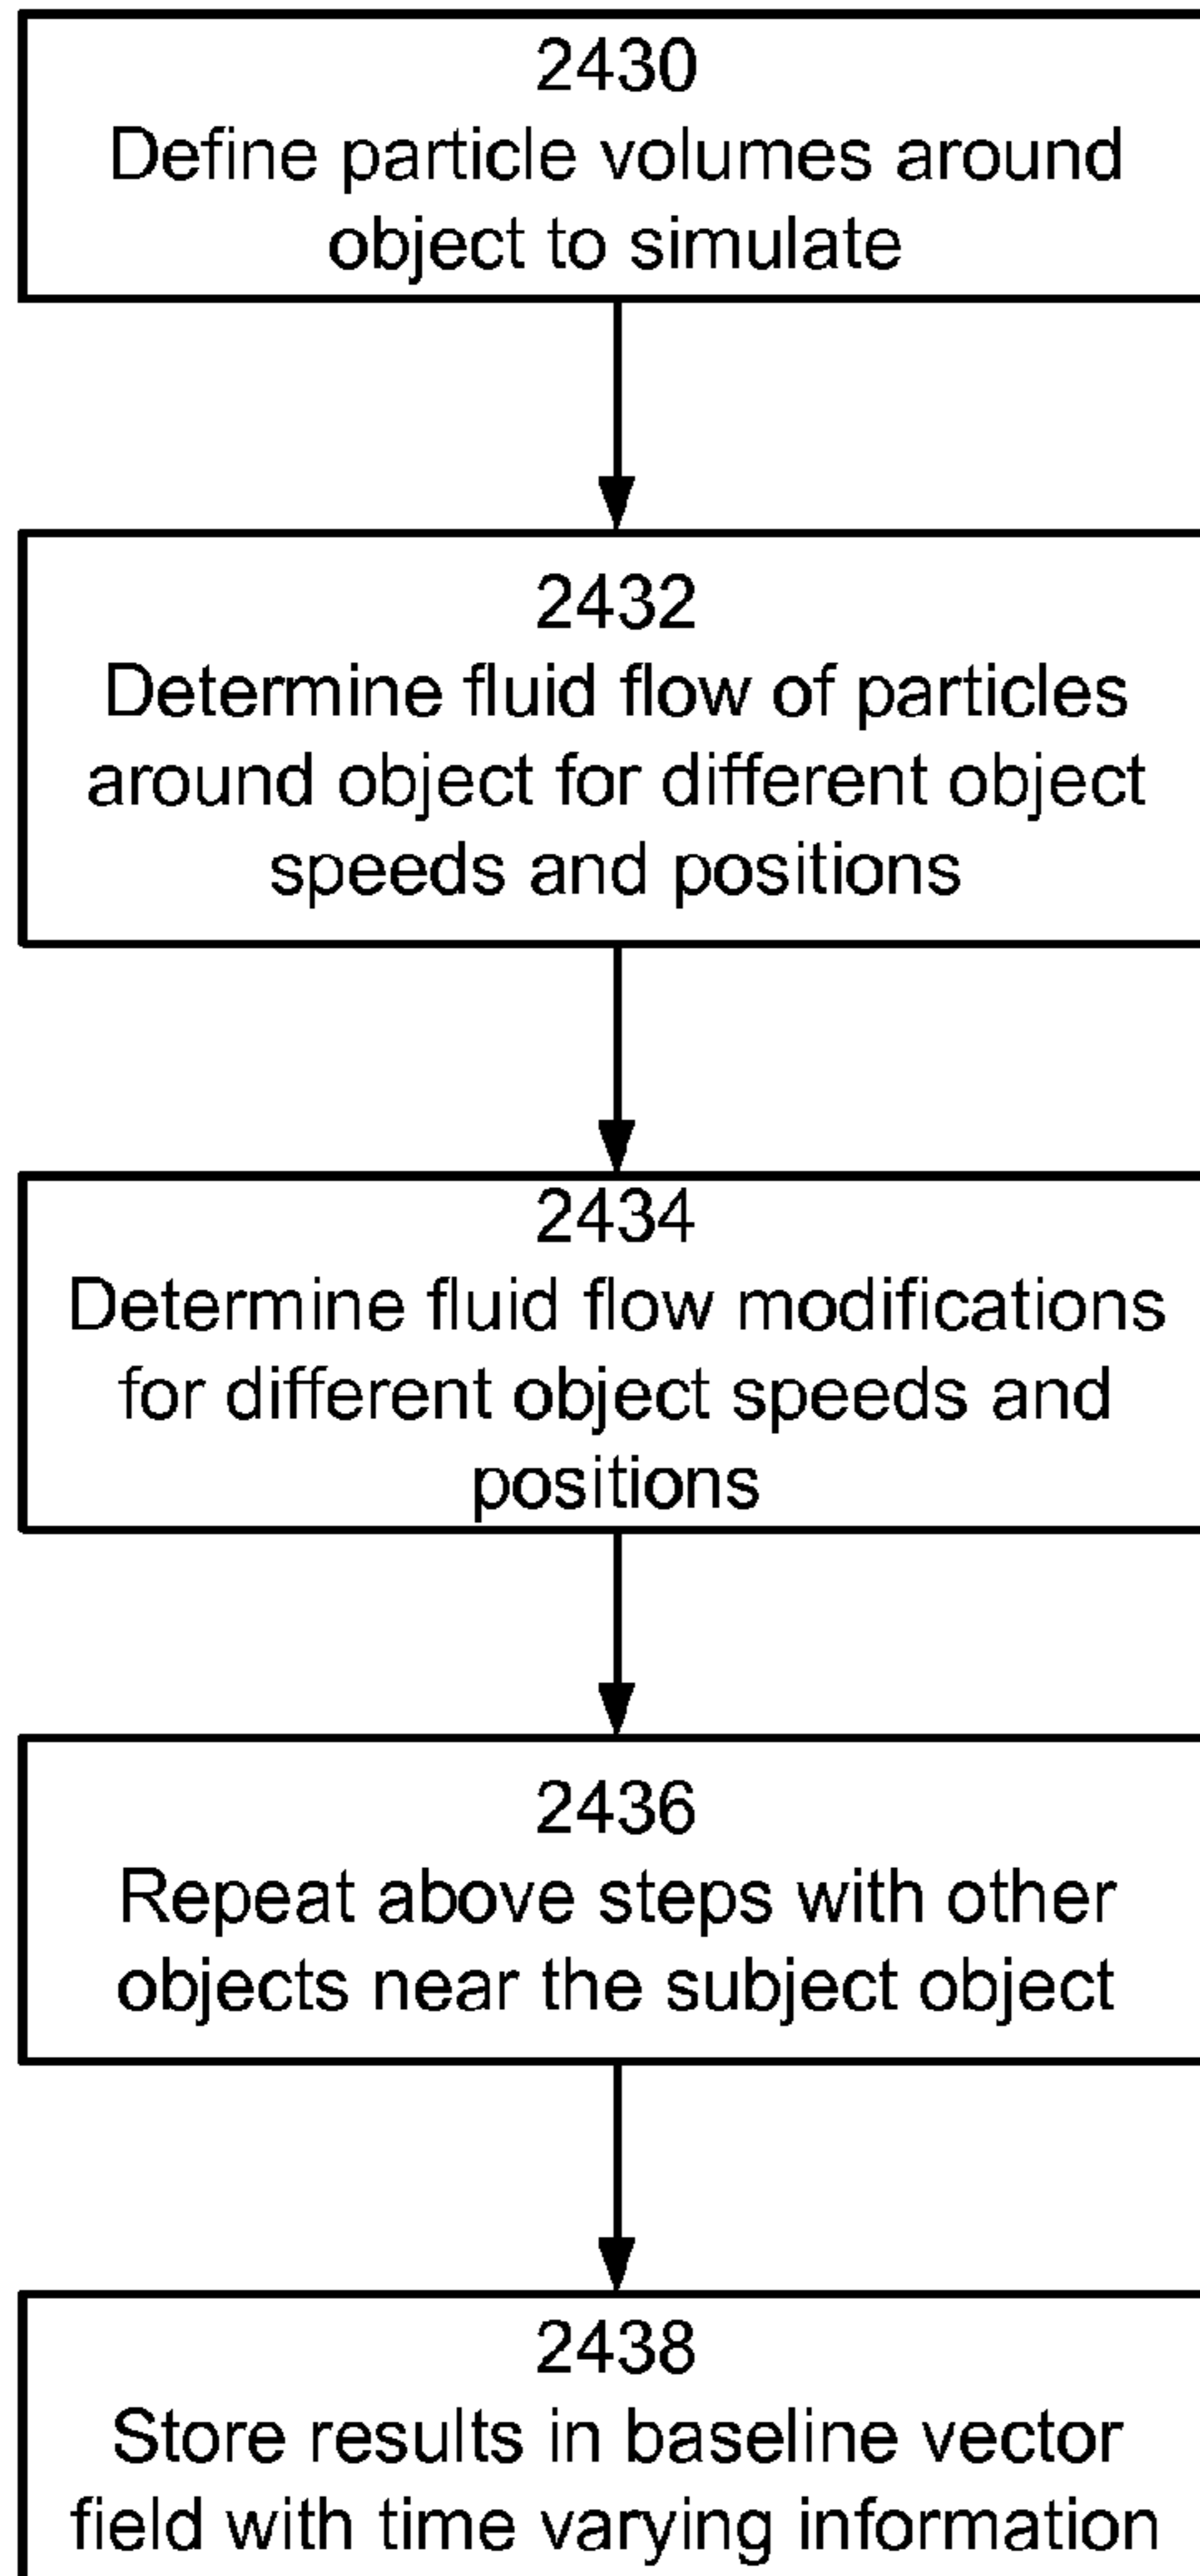 2430
Define particle volumes around
object to simulate
2432
Determine fluid flow of particles
around object for different object
speeds and positions
2434
Determine fluid flow modifications
for different object speeds and
positions
2436
Repeat above steps with other
objects near the subject object
2438
Store results in baseline vector
field with time varying information